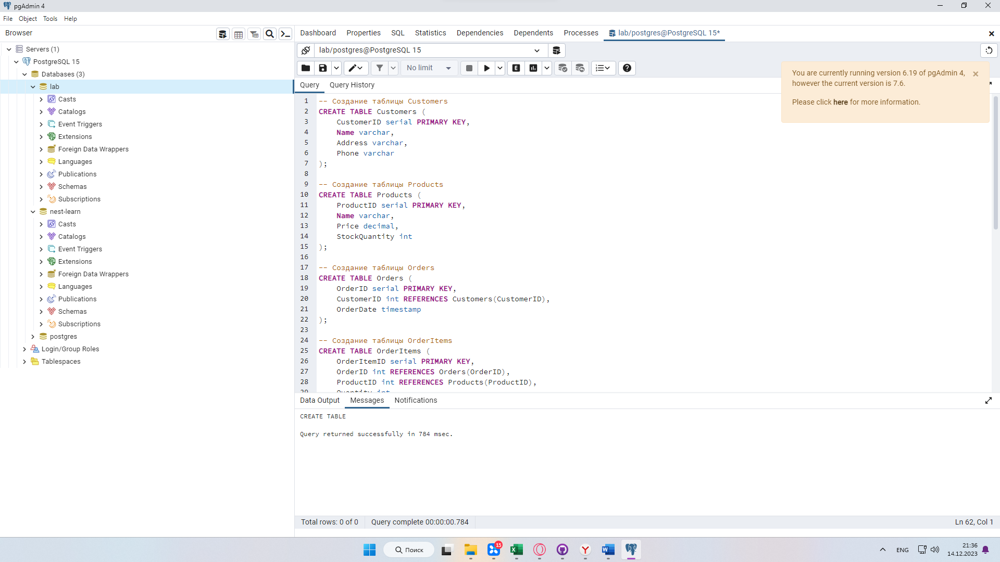 pgAdmin 4
File Object Tools Help
Browser
Dashboard Properties SQL Statistics Dependencies Dependents Processes lab/postgres@PostgreSQL 15*
Servers (1)
PostgreSQL 15
Databases (3)
lab
Casts
Catalogs
Event Triggers
Extensions
Foreign Data Wrappers
Languages
Publications
Schemas
Subscriptions
nest-learn
Casts
Catalogs
Event Triggers
Extensions
Foreign Data Wrappers
Languages
Publications
Schemas
Subscriptions
postgres
Login/Group Roles
Tablespaces
lab/postgres@PostgreSQL 15
No limit
E
Query Query History
You are currently running version 6.19 of pgAdmin 4,
however the current version is 7.6.
Please click here for more information.
1 -- Создание таблицы Customers
2 CREATE TABLE Customers (
3 CustomerID serial PRIMARY KEY,
4 Name varchar,
5 Address varchar,
6 Phone varchar
7 );
8
9 -- Создание таблицы Products
10 CREATE TABLE Products (
11 ProductID serial PRIMARY KEY,
12 Name varchar,
13 Price decimal,
14 StockQuantity int
15 );
16
17 -- Создание таблицы Orders
18 CREATE TABLE Orders (
19 OrderID serial PRIMARY KEY,
20 CustomerID int REFERENCES Customers(CustomerID),
21 OrderDate timestamp
22 );
23
24 -- Создание таблицы OrderItems
25 CREATE TABLE OrderItems (
26 OrderItemID serial PRIMARY KEY,
27 OrderID int REFERENCES Orders(OrderID),
28 ProductID int REFERENCES Products(ProductID),
29 Quantity int
Data Output Messages Notifications
CREATE TABLE
Query returned successfully in 784 msec.
Total rows: 0 of 0 Query complete 00:00:00.784 Ln 62, Col 1
Поиск
15
ENG
21:36
14.12.2023